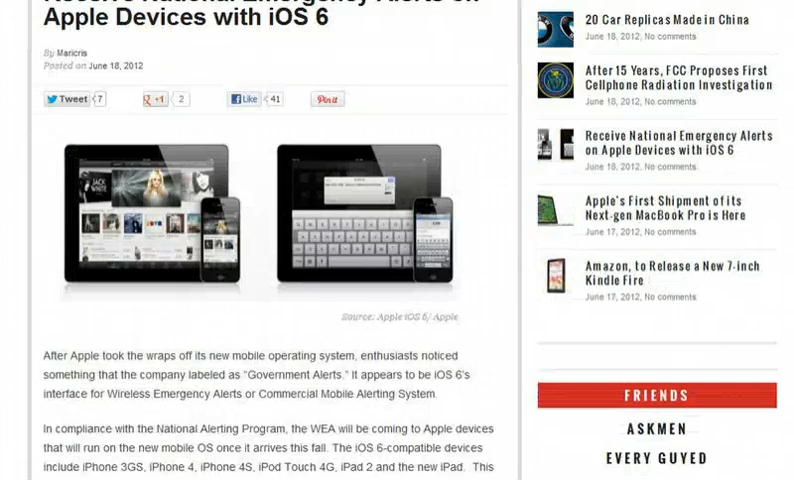 Receive National Emergency Alerts on
Apple Devices with iOS 6
By Maricris
Posted on June 18, 2012
Tweet 7
+1 2
Like 41
Pin it
JACK
WHITE
Source: Apple iOS 6/ Apple
After Apple took the wraps off its new mobile operating system, enthusiasts noticed
something that the company labeled as "Government Alerts." It appears to be iOS 6's
interface for Wireless Emergency Alerts or Commercial Mobile Alerting System.
In compliance with the National Alerting Program, the WEA will be coming to Apple devices
that will run on the new mobile OS once it arrives this fall. The iOS 6-compatible devices
include iPhone 3GS, iPhone 4, iPhone 4S, iPod Touch 4G, iPad 2 and the new iPad. This
20 Car Replicas Made in China
June 18, 2012, No comments
After 15 Years, FCC Proposes First
Cellphone Radiation Investigation
June 18, 2012, No comments
Receive National Emergency Alerts
on Apple Devices with iOS 6
June 18, 2012, No comments
Apple's First Shipment of its
Next-gen MacBook Pro is Here
June 17, 2012, No comments
Amazon, to Release a New 7-inch
Kindle Fire
June 17, 2012, No comments
FRIENDS
ASKMEN
EVERY GUYED